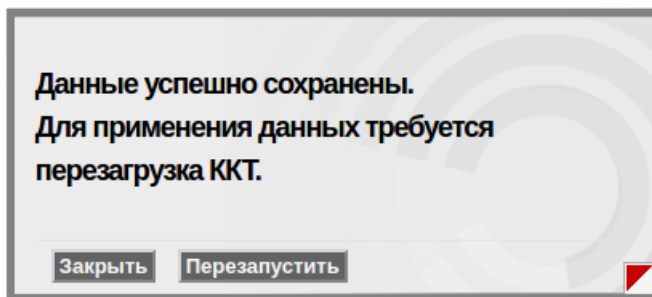 Данные успешно сохранены.
Для применения данных требуется
перезагрузка ККТ.
Закрыть Перезапустить